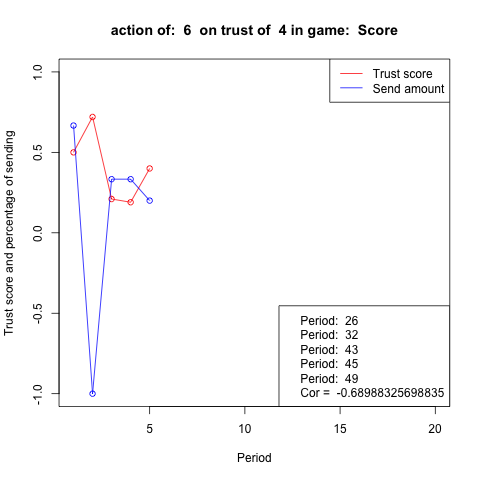 action of:  6  on trust of  4 in game:  Score
Trust score
Send amount
Trust score and percentage of sending
1.0
0.5
0.0
-0.5
-1.0
Period:  26
Period:  32
Period:  43
Period:  45
Period:  49
Cor =  -0.68988325698835
5
10
15
20
Period